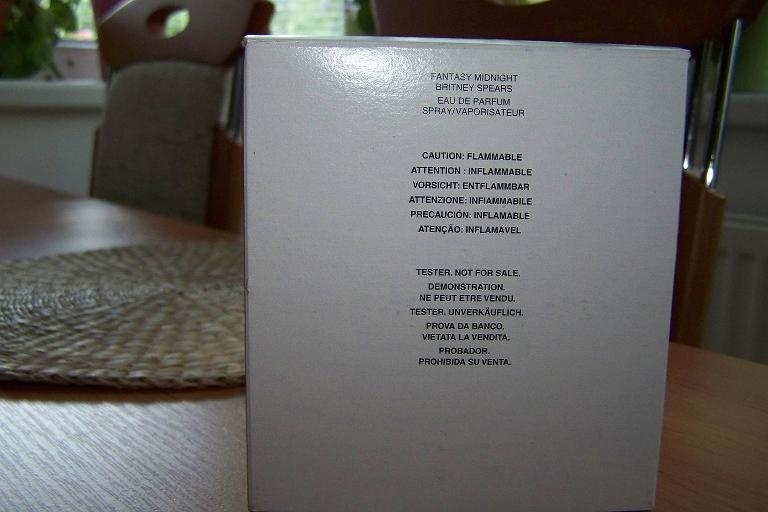 FANTASY MIDNIGHT
BRITNEY SPEARS
EAU DE PARFUM
SPRAY/VAPORISATEUR
CAUTION: FLAMMABLE
ATTENTION : INFLAMMABLE
VORSICHT: ENTFLAMMBAR
ATTENZIONE: INFIAMMABILE
PRECAUCIÓN: INFLAMABLE
ATENÇÃO: INFLAMÁVEL
TESTER. NOT FOR SALE.
DEMONSTRATION.
NE PEUT ETRE VENDU.
TESTER. UNVERKÄUFLICH.
PROVA DA BANCO.
VIETATA LA VENDITA.
PROBADOR.
PROHIBIDA SU VENTA.